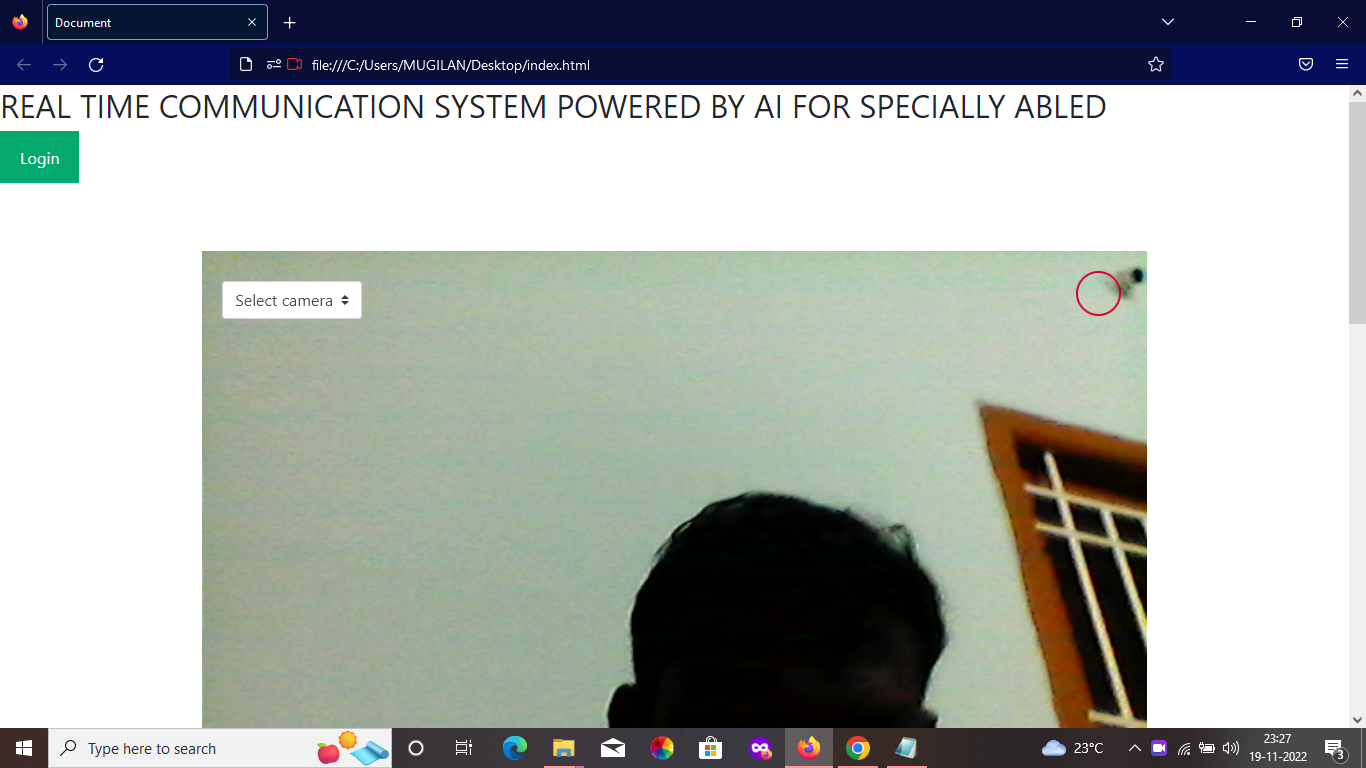 Document
file:///C:/Users/MUGILAN/Desktop/index.html
REAL TIME COMMUNICATION SYSTEM POWERED BY AI FOR SPECIALLY ABLED
Login
Select camera
Type here to search
23°C
23:27
19-11-2022
3